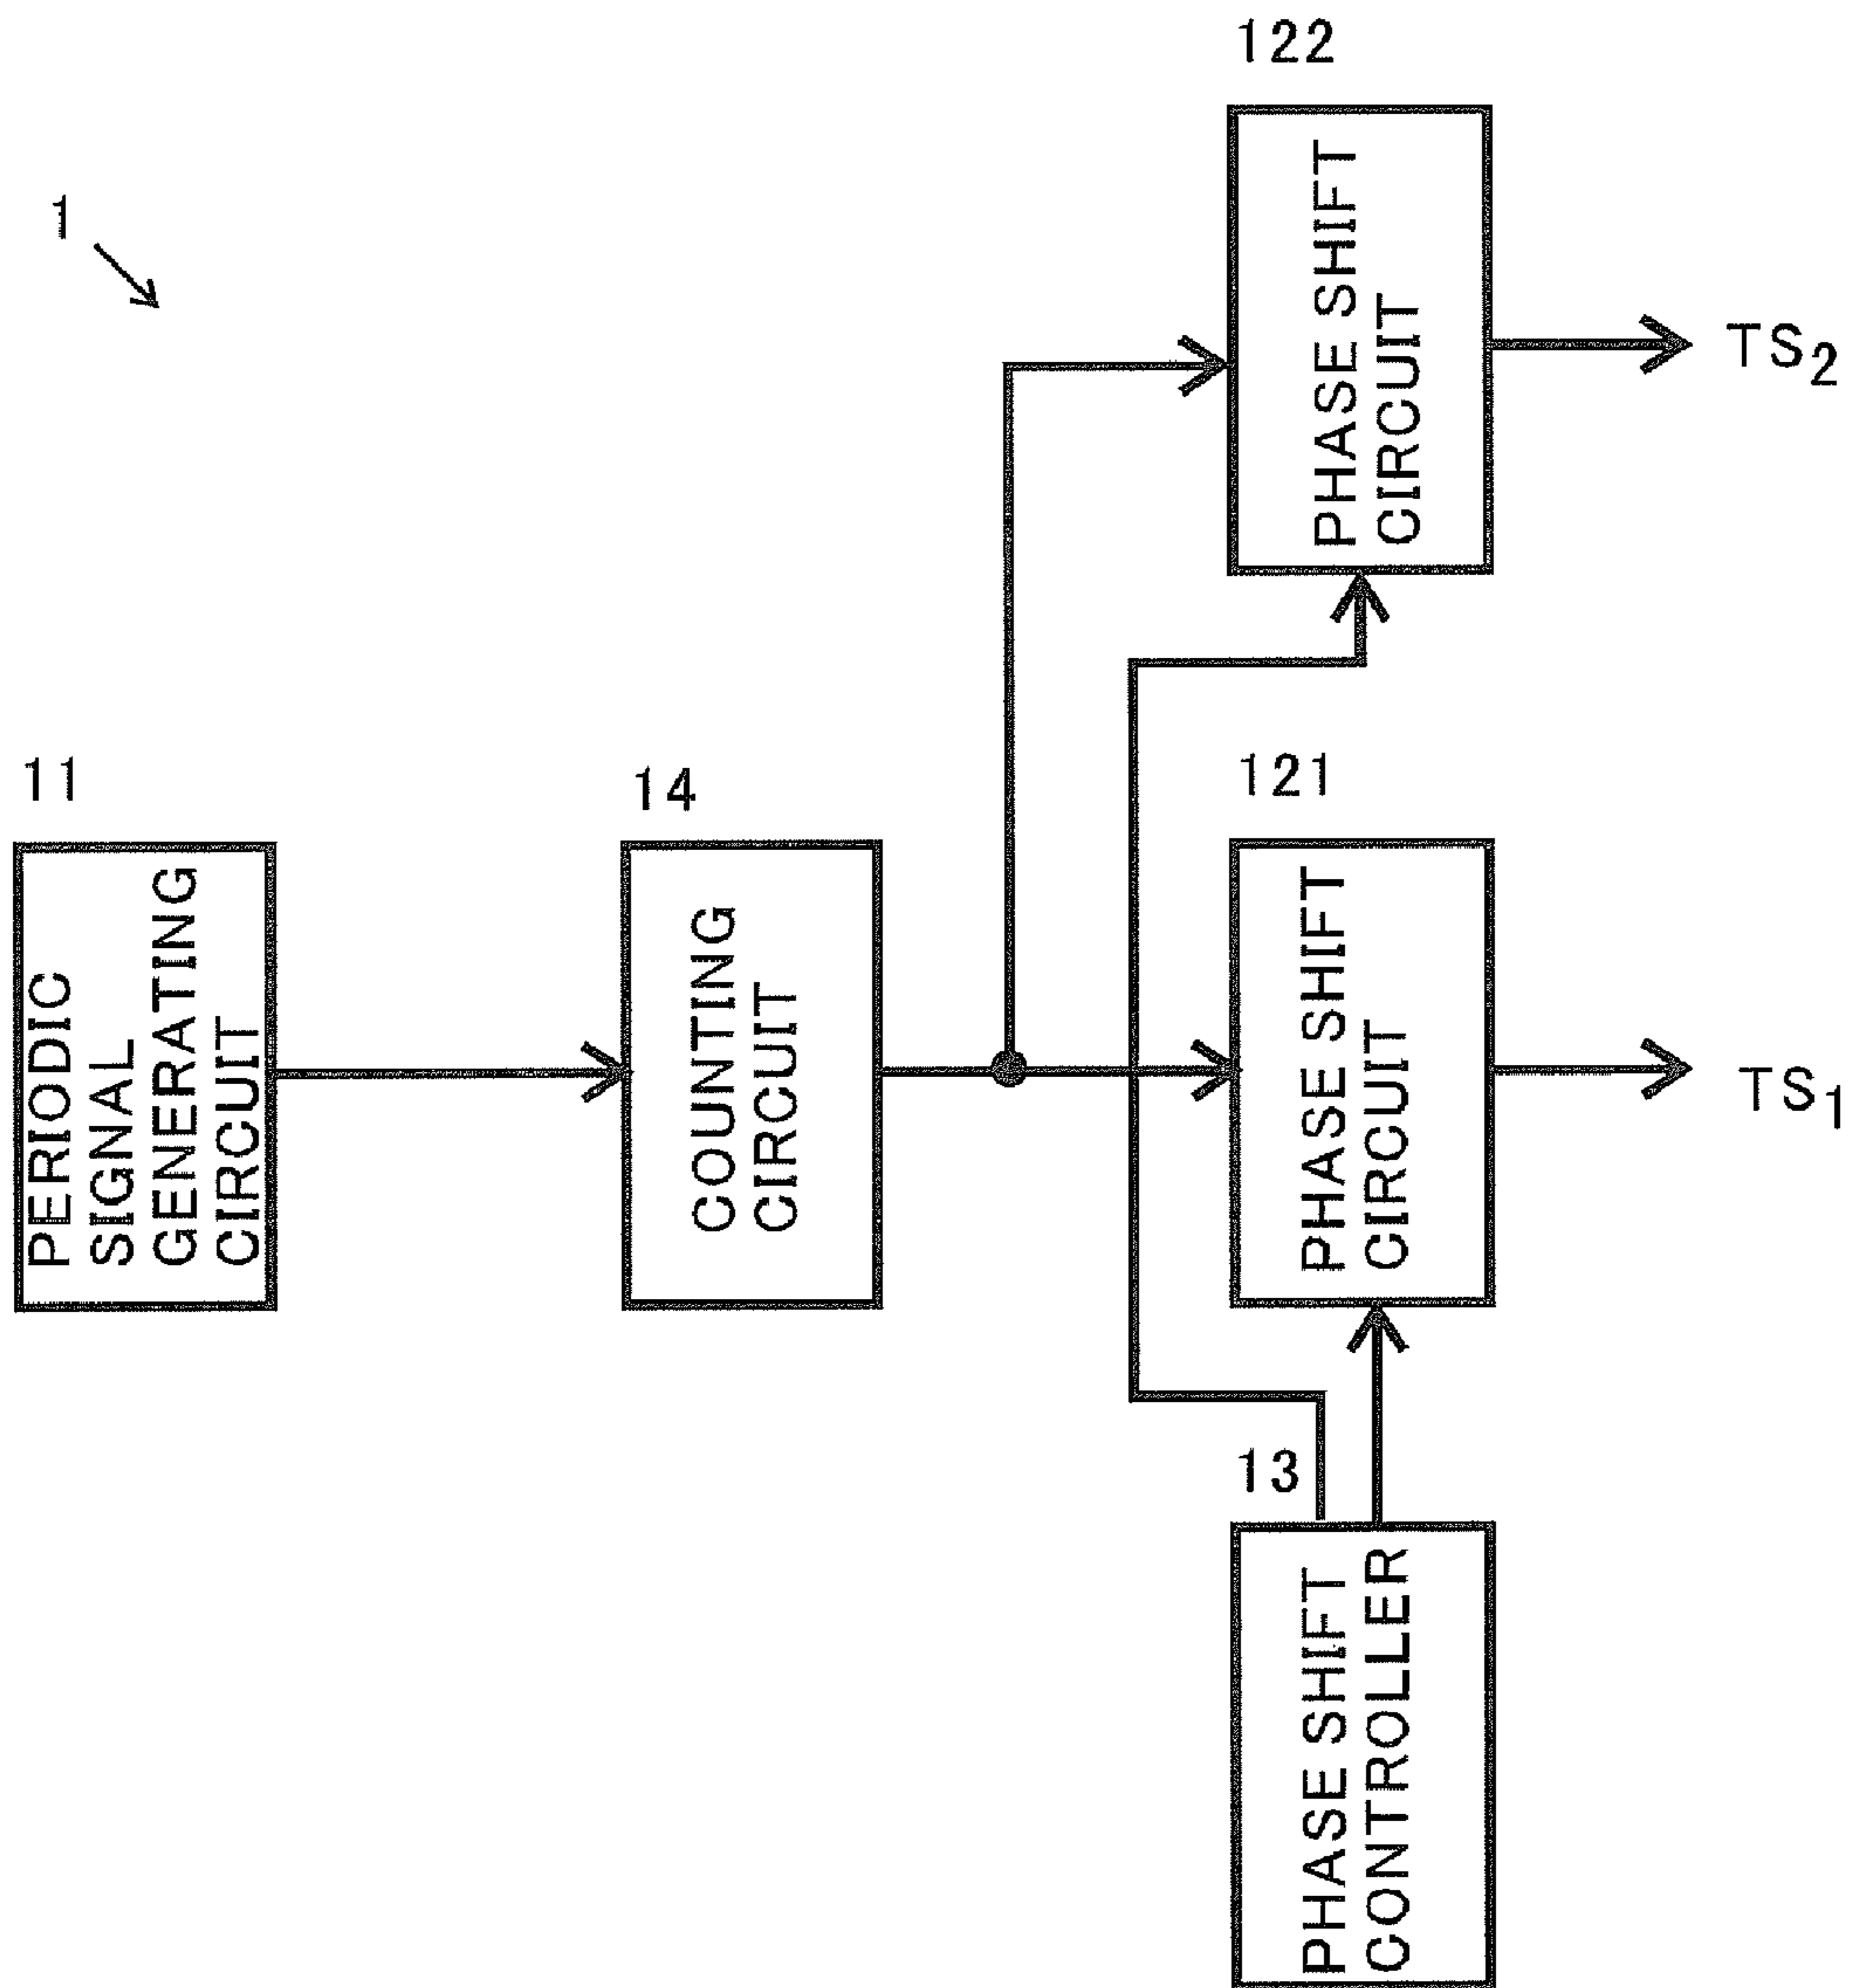 1
122
PHASE SHIFT
CIRCUIT
TS2
11
PERIODIC
SIGNAL
GENERATING
CIRCUIT
14
COUNTING
CIRCUIT
121
PHASE SHIFT
CIRCUIT
TS1
13
PHASE SHIFT
CONTROLLER